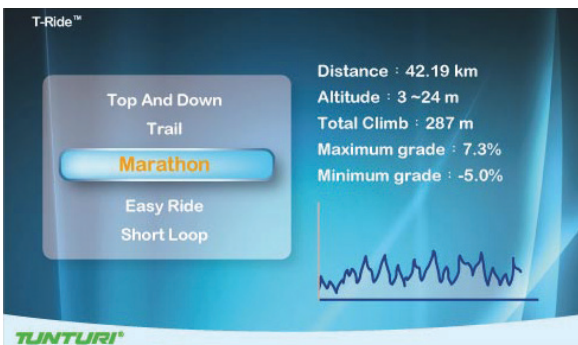 T-Ride™
Top And Down
Trail
Marathon
Easy Ride
Short Loop
Distance : 42.19 km
Altitude : 3 ~24 m
Total Climb : 287 m
Maximum grade : 7.3%
Minimum grade : -5.0%
TUNTURI®